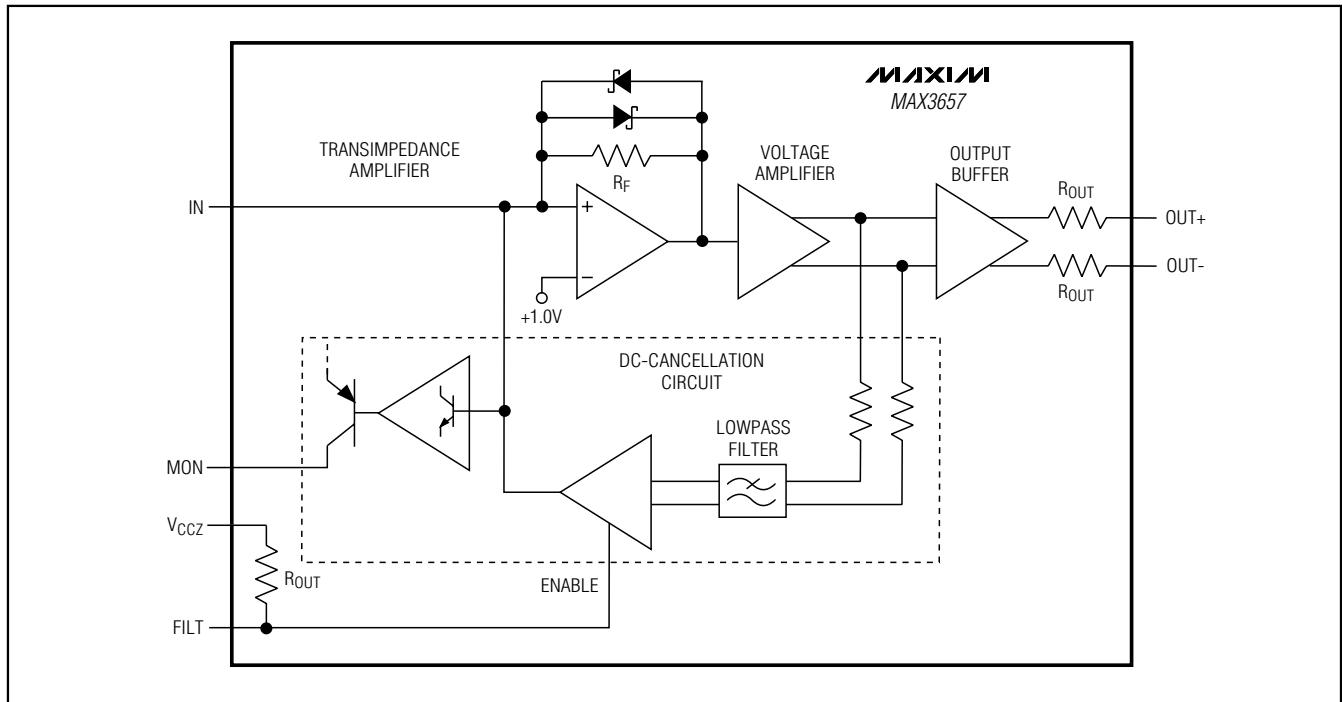 MAXIM
MAX3657
TRANSIMPEDANCE
AMPLIFIER
VOLTAGE
AMPLIFIER
OUTPUT
BUFFER
RF
ROUT
IN
+
OUT+
−
OUT-
ROUT
+1.0V
DC-CANCELLATION
CIRCUIT
LOWPASS
FILTER
MON
VCCZ
ROUT
ENABLE
FILT